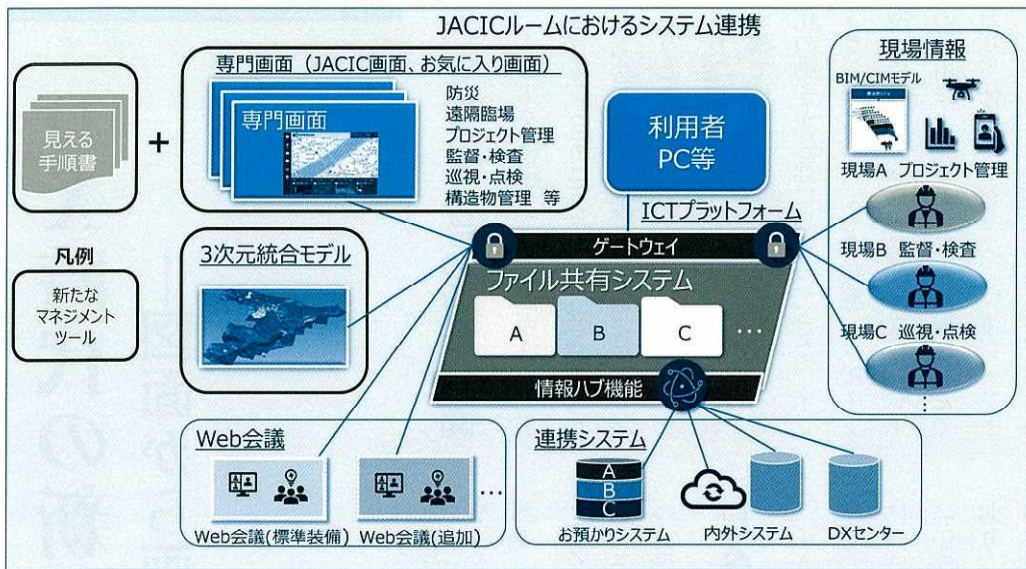 JACICルームにおけるシステム連携
見える
手順書
+
専門画面（JACIC画面、お気に入り画面）
専門画面
防災
遠隔臨場
プロジェクト管理
監督・検査
巡視・点検
構造物管理 等
利用者
PC等
現場情報
BIM/CIMモデル
現場A プロジェクト管理
現場B 監督・検査
現場C 巡視・点検
⋮
凡例
新たな
マネジメント
ツール
3次元統合モデル
ICTプラットフォーム
ゲートウェイ
ファイル共有システム
A
B
C
…
情報ハブ機能
Web会議
Web会議(標準装備)
Web会議(追加)
…
連携システム
A
B
C
お預かりシステム
内外システム
DXセンター